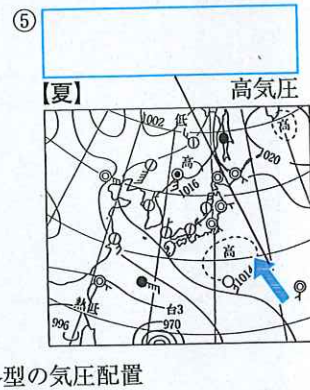 ⑤
【夏】 高気圧
1002 低 高
高 1020
1016
高
熱低 台3
996 970
型の気圧配置